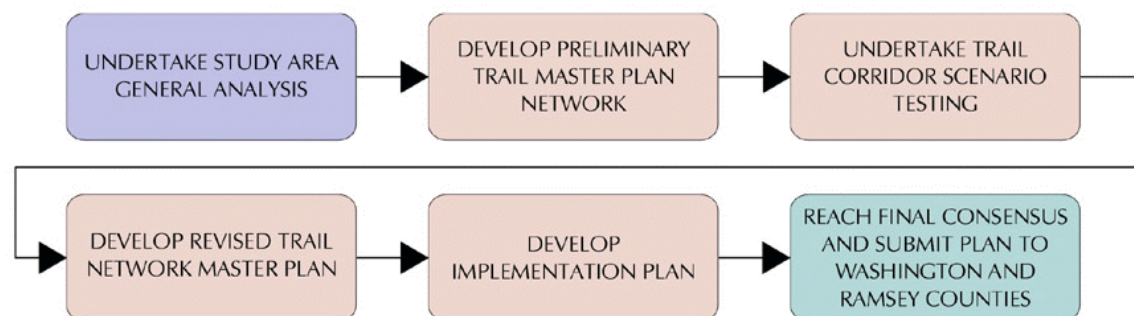 UNDERTAKE STUDY AREA
GENERAL ANALYSIS
DEVELOP PRELIMINARY
TRAIL MASTER PLAN
NETWORK
UNDERTAKE TRAIL
CORRIDOR SCENARIO
TESTING
DEVELOP REVISED TRAIL
NETWORK MASTER PLAN
DEVELOP
IMPLEMENTATION PLAN
REACH FINAL CONSENSUS
AND SUBMIT PLAN TO
WASHINGTON AND
RAMSEY COUNTIES